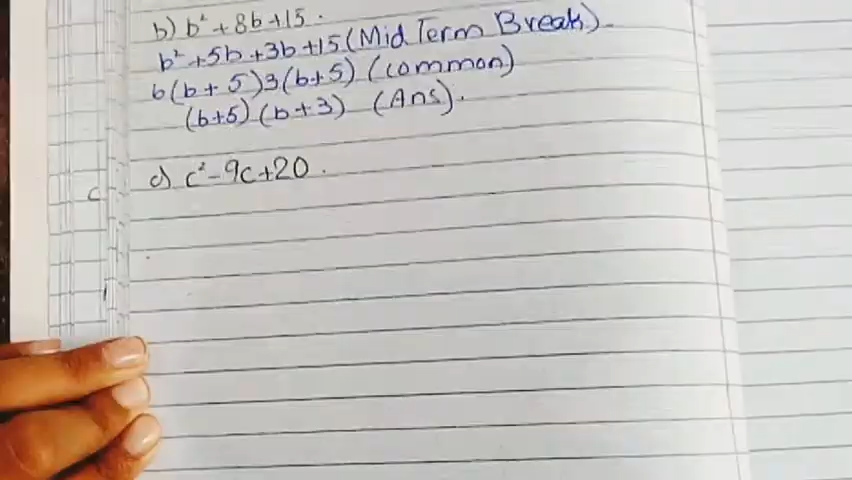 b) b² + 8b + 15.
b² + 5b + 3b + 15 (Mid Term Break).
b(b + 5) 3(b+5) (common)
(b+5) (b+3) (Ans).
c) c² - 9c + 20.
c